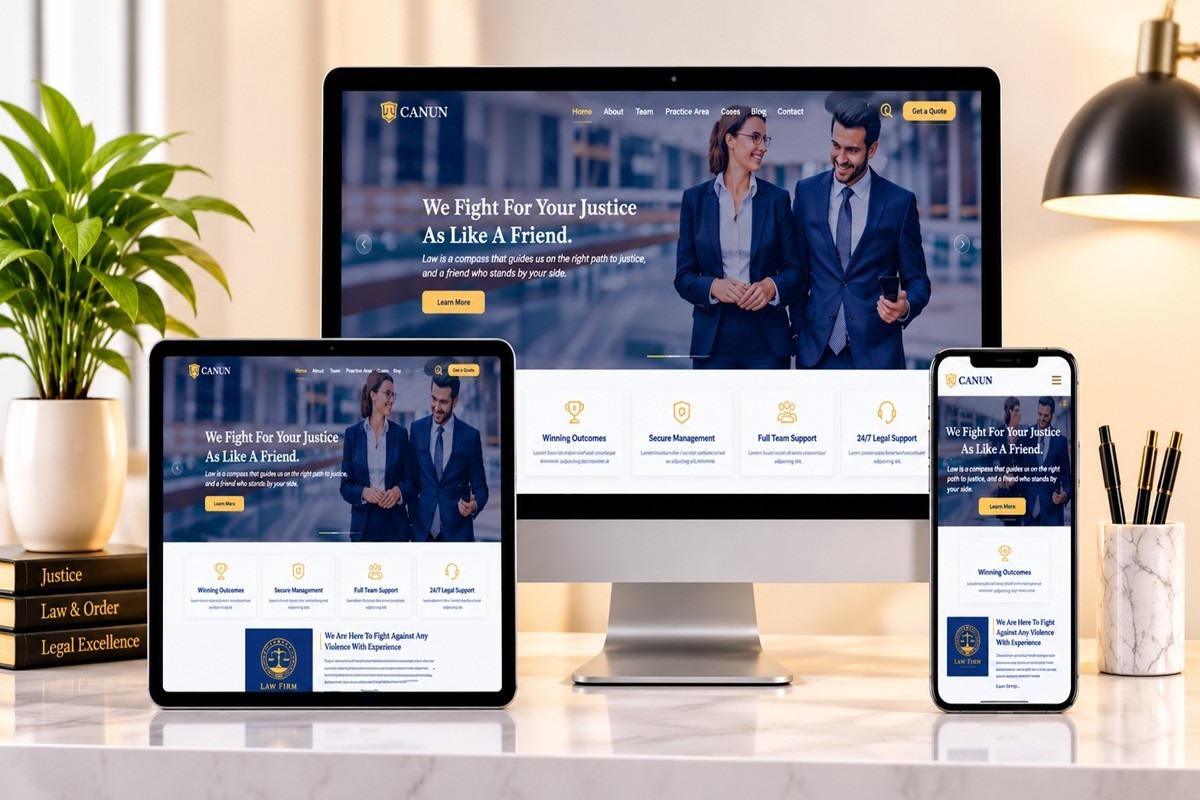 CANUN
Home About Team Practice Area Cases Blog Contact
Get a Quote
We Fight For Your Justice
As Like A Friend.
Law is a compass that guides us on the right path to justice,
and a friend who stands by your side.
Learn More
Winning Outcomes
Secure Management
Full Team Support
24/7 Legal Support
CANUN
Home About Team Practice Area Blog
Get a Quote
We Fight For Your Justice
As Like A Friend.
Law is a compass that guides us on the right path to justice,
and a friend who stands by your side.
Learn More
Winning Outcomes
Secure Management
Full Team Support
24/7 Legal Support
LAW FIRM
We Are Here To Fight Against Any
Violence With Experience
CANUN
We Fight For Your Justice
As Like A Friend.
Law is a compass that guides us on the right
path to justice, and a friend who stands by
your side.
Learn More
Winning Outcomes
LAW FIRM
We Are Here To Fight
Against Any Violence
With Experience
Justice
Law & Order
Legal Excellence